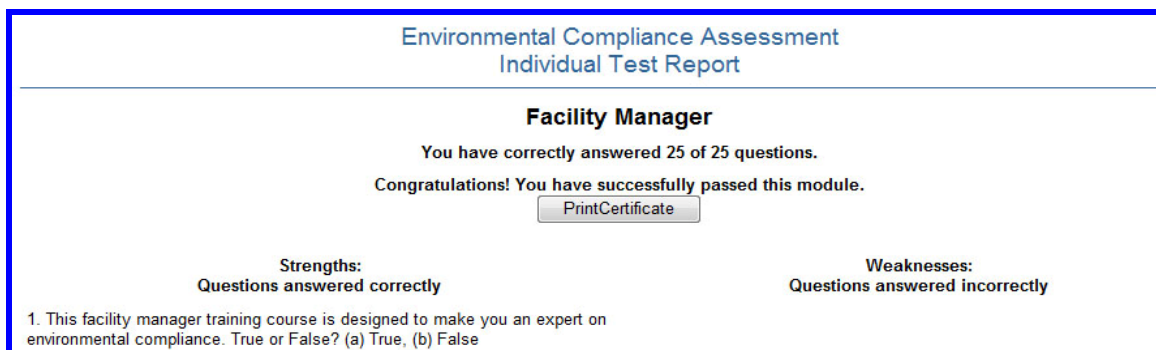 Environmental Compliance Assessment
Individual Test Report
Facility Manager
You have correctly answered 25 of 25 questions.
Congratulations! You have successfully passed this module.
PrintCertificate
Strengths:
Questions answered correctly
Weaknesses:
Questions answered incorrectly
1. This facility manager training course is designed to make you an expert on
environmental compliance. True or False? (a) True, (b) False